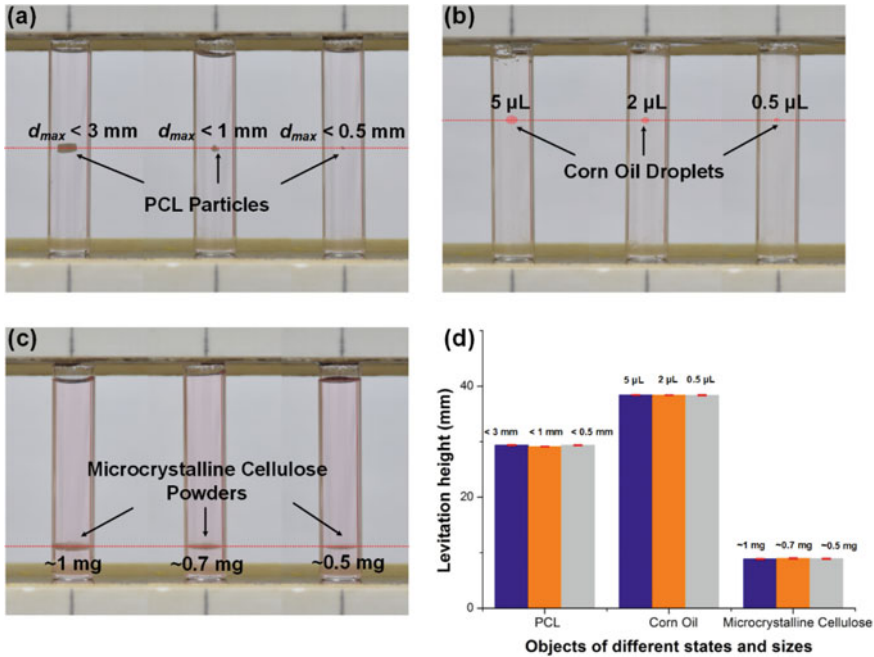 (a)
d_max < 3 mm d_max < 1 mm d_max < 0.5 mm
PCL Particles
(b)
5 µL 2 µL 0.5 µL
Corn Oil Droplets
(c)
Microcrystalline Cellulose
Powders
~1 mg ~0.7 mg ~0.5 mg
(d)
Levitation height (mm)
40
20
0
< 3 mm < 1 mm < 0.5 mm
5 µL 2 µL 0.5 µL
~1 mg ~0.7 mg ~0.5 mg
PCL Corn Oil Microcrystalline Cellulose
Objects of different states and sizes